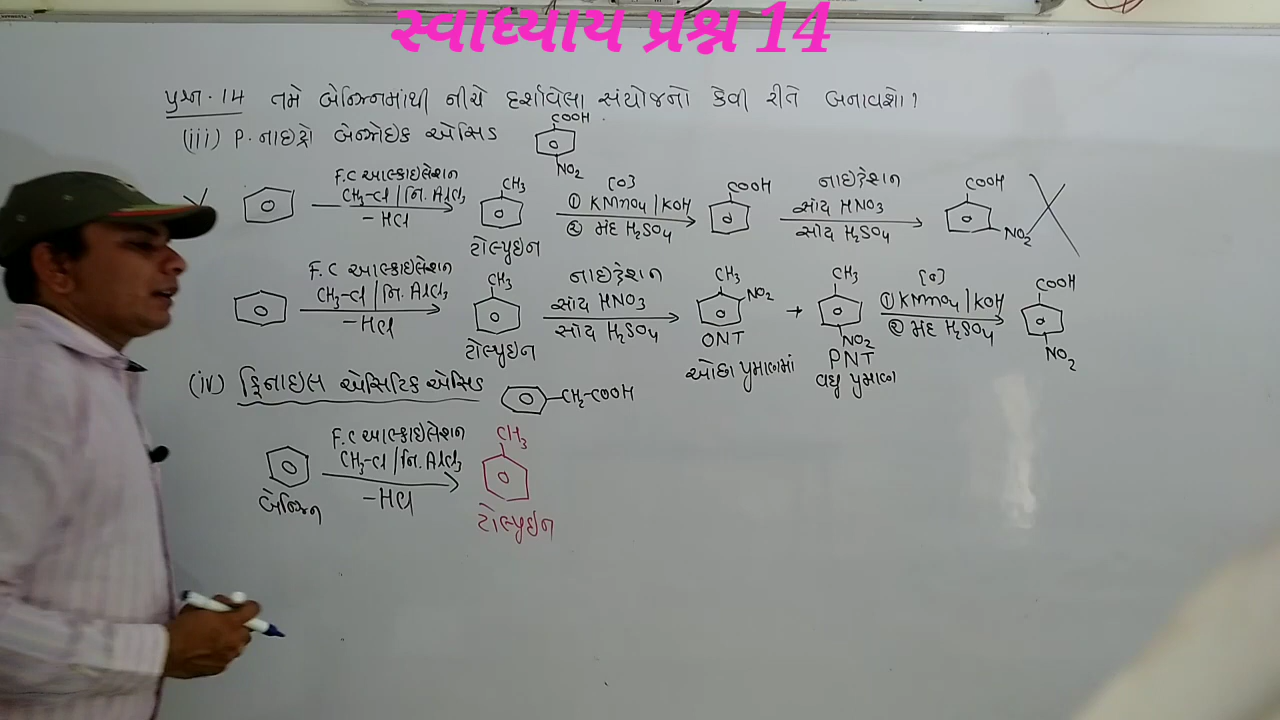 સ્વાધ્યાય પ્રશ્ન 14
પ્રશ્ન.14 તમે બેન્ઝિનમાંથી નીચે દર્શાવેલા સંયોજનો કેવી રીતે બનાવશો?
(iii) P. નાઇટ્રો બેન્ઝોઇક એસિડ
COOH
NO₂
F.C આલ્કાઇલેશન
CH₃-Cl / નિ. AlCl₃
-HCl
CH₃
ટોલ્યુઇન
[O]
① KMnO₄ / KOH
② મંદ H₂SO₄
COOH
નાઇટ્રેશન
સાંદ HNO₃
સાંદ H₂SO₄
COOH
NO₂
F.C આલ્કાઇલેશન
CH₃-Cl / નિ. AlCl₃
-HCl
CH₃
ટોલ્યુઇન
નાઇટ્રેશન
સાંદ HNO₃
સાંદ H₂SO₄
CH₃
NO₂
ONT
ઓછા પ્રમાણમાં
+
CH₃
NO₂
PNT
વધુ પ્રમાણ
[O]
① KMnO₄ / KOH
② મંદ H₂SO₄
COOH
NO₂
(iv) ફિનાઇલ એસિટિક એસિડ
CH₂-COOH
બેન્ઝિન
F.C આલ્કાઇલેશન
CH₃-Cl / નિ. AlCl₃
-HCl
CH₃
ટોલ્યુઇન